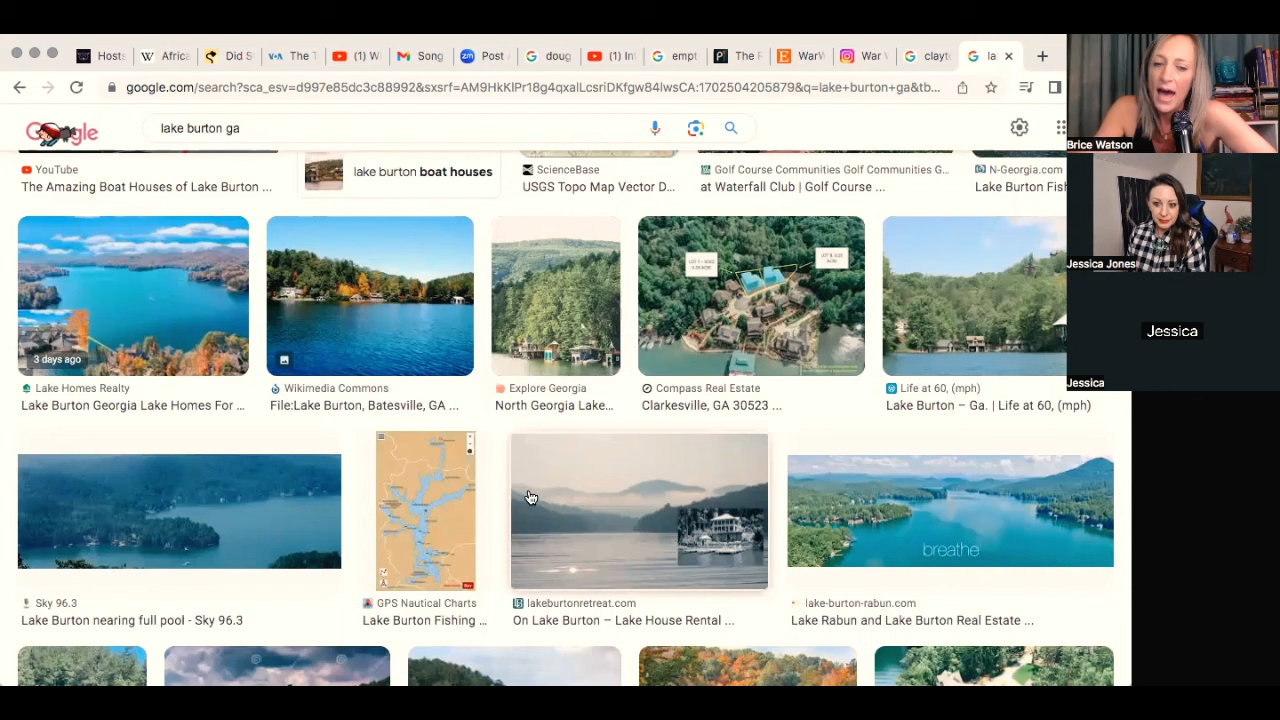 Hosts
Africa
Did S
The T
(1) W
Song
Post
doug
(1) In
empt
The F
WarW
War V
clayto
la
google.com/search?sca_esv=d997e85dc3c88992&sxsrf=AM9HkKlPr18g4qxalLcsriDKfgw84lwsCA:1702504205879&q=lake+burton+ga&tb...
Google
lake burton ga
Brice Watson
YouTube
The Amazing Boat Houses of Lake Burton ...
lake burton boat houses
ScienceBase
USGS Topo Map Vector D...
Golf Course Communities Golf Communities G...
at Waterfall Club | Golf Course ...
N-Georgia.com
Lake Burton Fish
Jessica Jones
Jessica
Jessica
3 days ago
Lake Homes Realty
Lake Burton Georgia Lake Homes For ...
Wikimedia Commons
File:Lake Burton, Batesville, GA ...
Explore Georgia
North Georgia Lake...
Compass Real Estate
Clarkesville, GA 30523 ...
Life at 60, (mph)
Lake Burton – Ga. | Life at 60, (mph)
breathe
Sky 96.3
Lake Burton nearing full pool - Sky 96.3
GPS Nautical Charts
Lake Burton Fishing ...
lakeburtonretreat.com
On Lake Burton – Lake House Rental ...
lake-burton-rabun.com
Lake Rabun and Lake Burton Real Estate ...